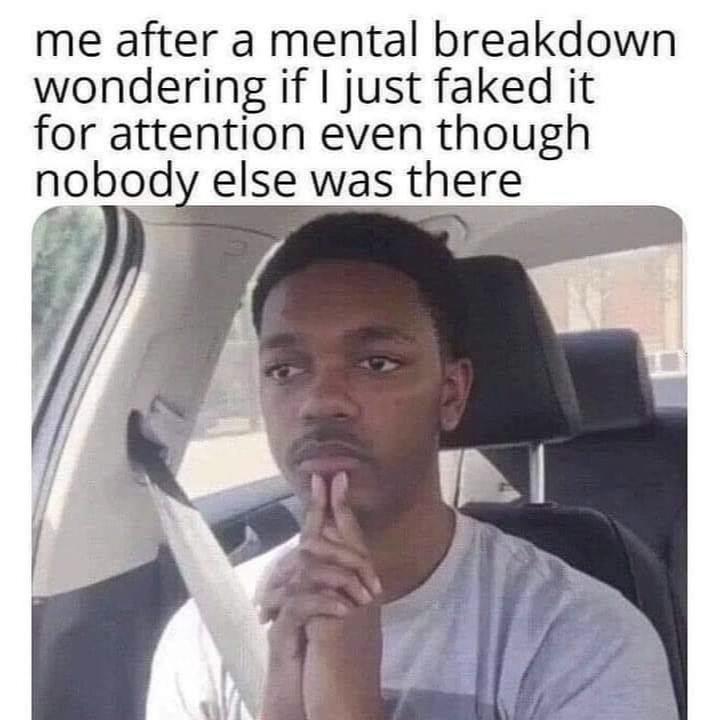 me after a mental breakdown
wondering if I just faked it
for attention even though
nobody else was there